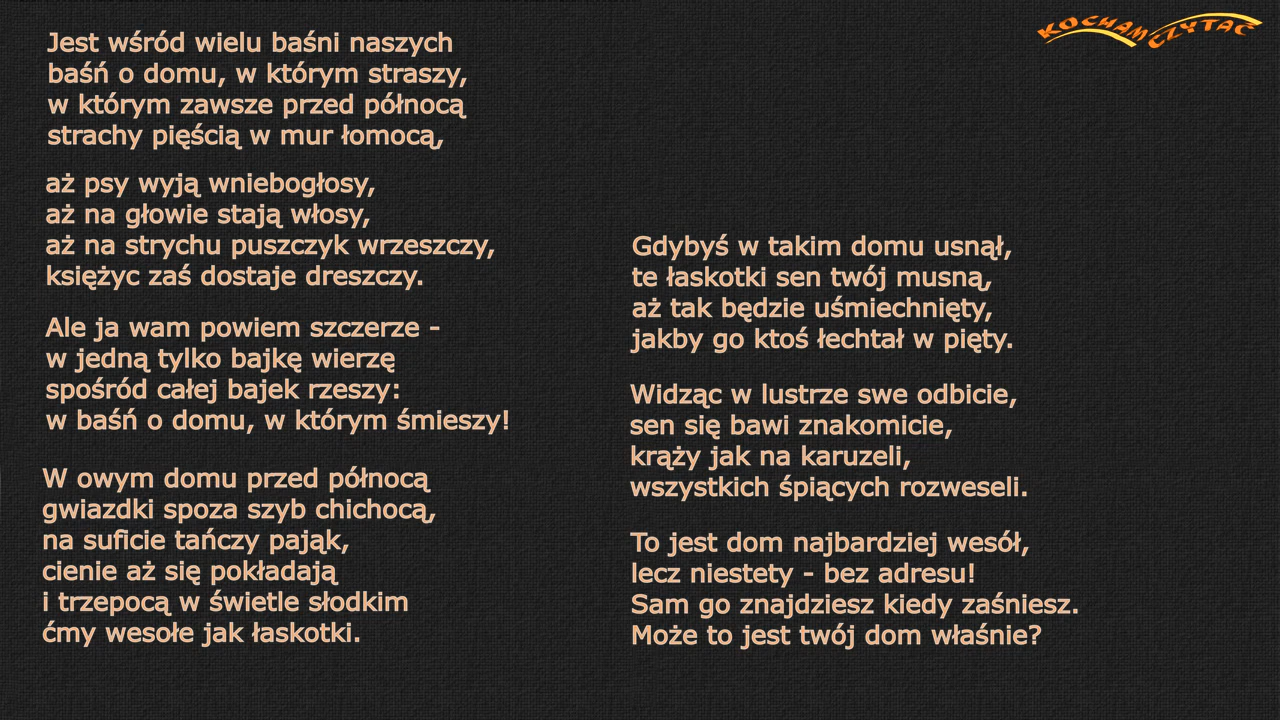 KOCHAM CZYTAĆ
Jest wśród wielu baśni naszych
baśń o domu, w którym straszy,
w którym zawsze przed północą
strachy pięścią w mur łomocą,
aż psy wyją wniebogłosy,
aż na głowie stają włosy,
aż na strychu puszczyk wrzeszczy,
księżyc zaś dostaje dreszczy.
Ale ja wam powiem szczerze -
w jedną tylko bajkę wierzę
spośród całej bajek rzeszy:
w baśń o domu, w którym śmieszy!
W owym domu przed północą
gwiazdki spoza szyb chichocą,
na suficie tańczy pająk,
cienie aż się pokładają
i trzepocą w świetle słodkim
ćmy wesołe jak łaskotki.
Gdybyś w takim domu usnął,
te łaskotki sen twój musną,
aż tak będzie uśmiechnięty,
jakby go ktoś łechtał w pięty.
Widząc w lustrze swe odbicie,
sen się bawi znakomicie,
krąży jak na karuzeli,
wszystkich śpiących rozweseli.
To jest dom najbardziej wesół,
lecz niestety - bez adresu!
Sam go znajdziesz kiedy zaśniesz.
Może to jest twój dom właśnie?